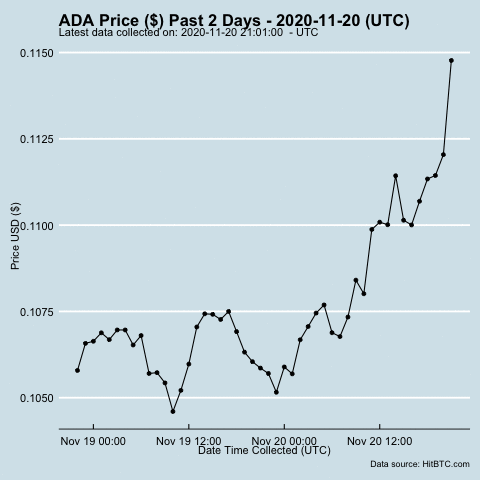 ADA Price ($) Past 2 Days - 2020-11-20 (UTC)
Latest data collected on: 2020-11-20 21:01:00 - UTC
0.1150
0.1125
0.1100
0.1075
0.1050
Price USD ($)
Nov 19 00:00 Nov 19 12:00 Nov 20 00:00 Nov 20 12:00
Date Time Collected (UTC)
Data source: HitBTC.com